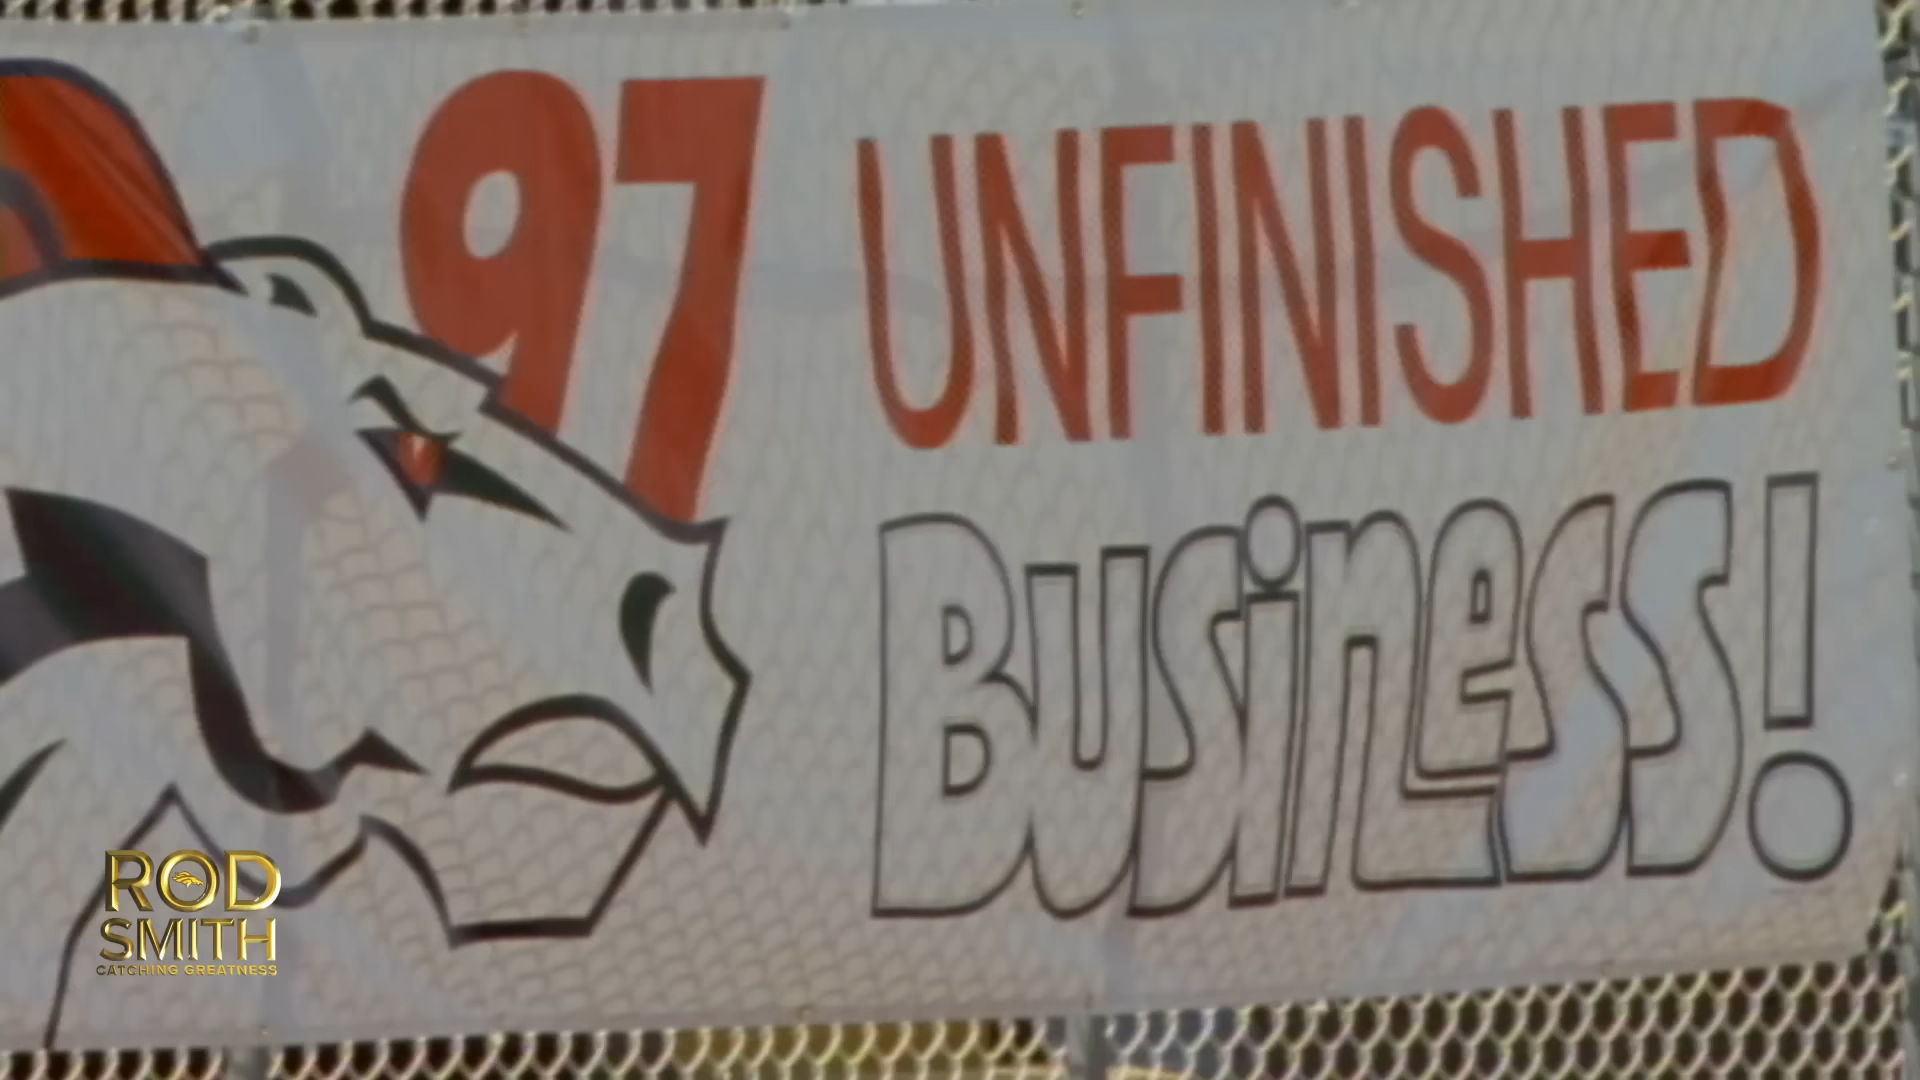 97 UNFINISHED
BUSINESS!
ROD
SMITH
CATCHING GREATNESS